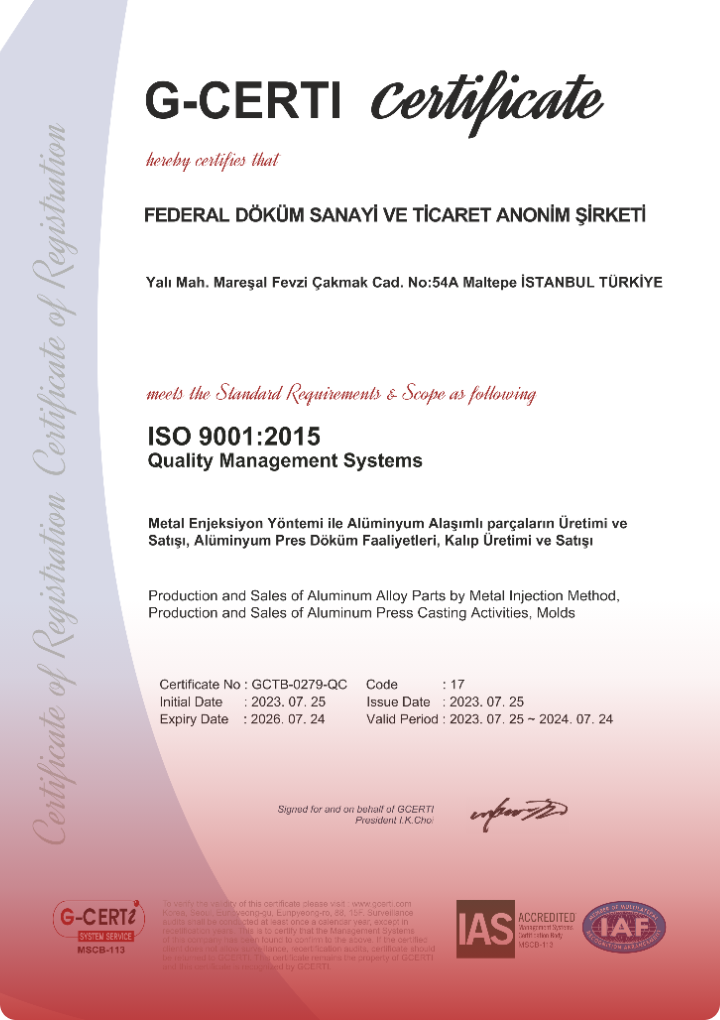 G-CERTI Certificate
hereby certifies that
FEDERAL DÖKÜM SANAYİ VE TİCARET ANONİM ŞİRKETİ
Yalı Mah. Mareşal Fevzi Çakmak Cad. No:54A Maltepe İSTANBUL TÜRKİYE
meets the Standard Requirements & Scope as following
ISO 9001:2015
Quality Management Systems
Metal Enjeksiyon Yöntemi ile Alüminyum Alaşımlı parçaların Üretimi ve
Satışı, Alüminyum Pres Döküm Faaliyetleri, Kalıp Üretimi ve Satışı
Production and Sales of Aluminum Alloy Parts by Metal Injection Method,
Production and Sales of Aluminum Press Casting Activities, Molds
Certificate No : GCTB-0279-QC Code : 17
Initial Date : 2023. 07. 25 Issue Date : 2023. 07. 25
Expiry Date : 2026. 07. 24 Valid Period : 2023. 07. 25 ~ 2024. 07. 24
Signed for and on behalf of GCERTI
President I.K.Choi
Certificate of Registration Certificate of Registration
G-CERTi
SYSTEM SERVICE
MSCB-113
To verify the validity of this certificate please visit : www.gcerti.com
Korea, Seoul, Eunpyeong-gu, Eunpyeong-ro, 88, 15F. Surveillance
audits shall be conducted at least once a calendar year, except in
recertification years. This is to certify that the Management Systems
of this company has been found to confirm to the above. If the certified
client does not allow surveillance, recertification audits, certificate should
be returned to GCERTI. This certificate remains the property of GCERTI
and this certificate is
by GCERTI.
IAS
ACCREDITED
Management Systems
Certification Body
MSCB-113
MEMBER OF MULTILATERAL
IAF
RECOGNITION ARRANGEMENT